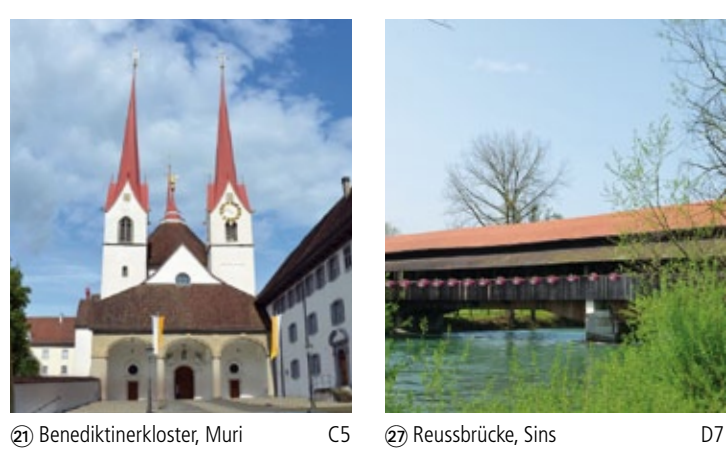 ㉑ Benediktinerkloster, Muri C5
㉗ Reussbrücke, Sins D7